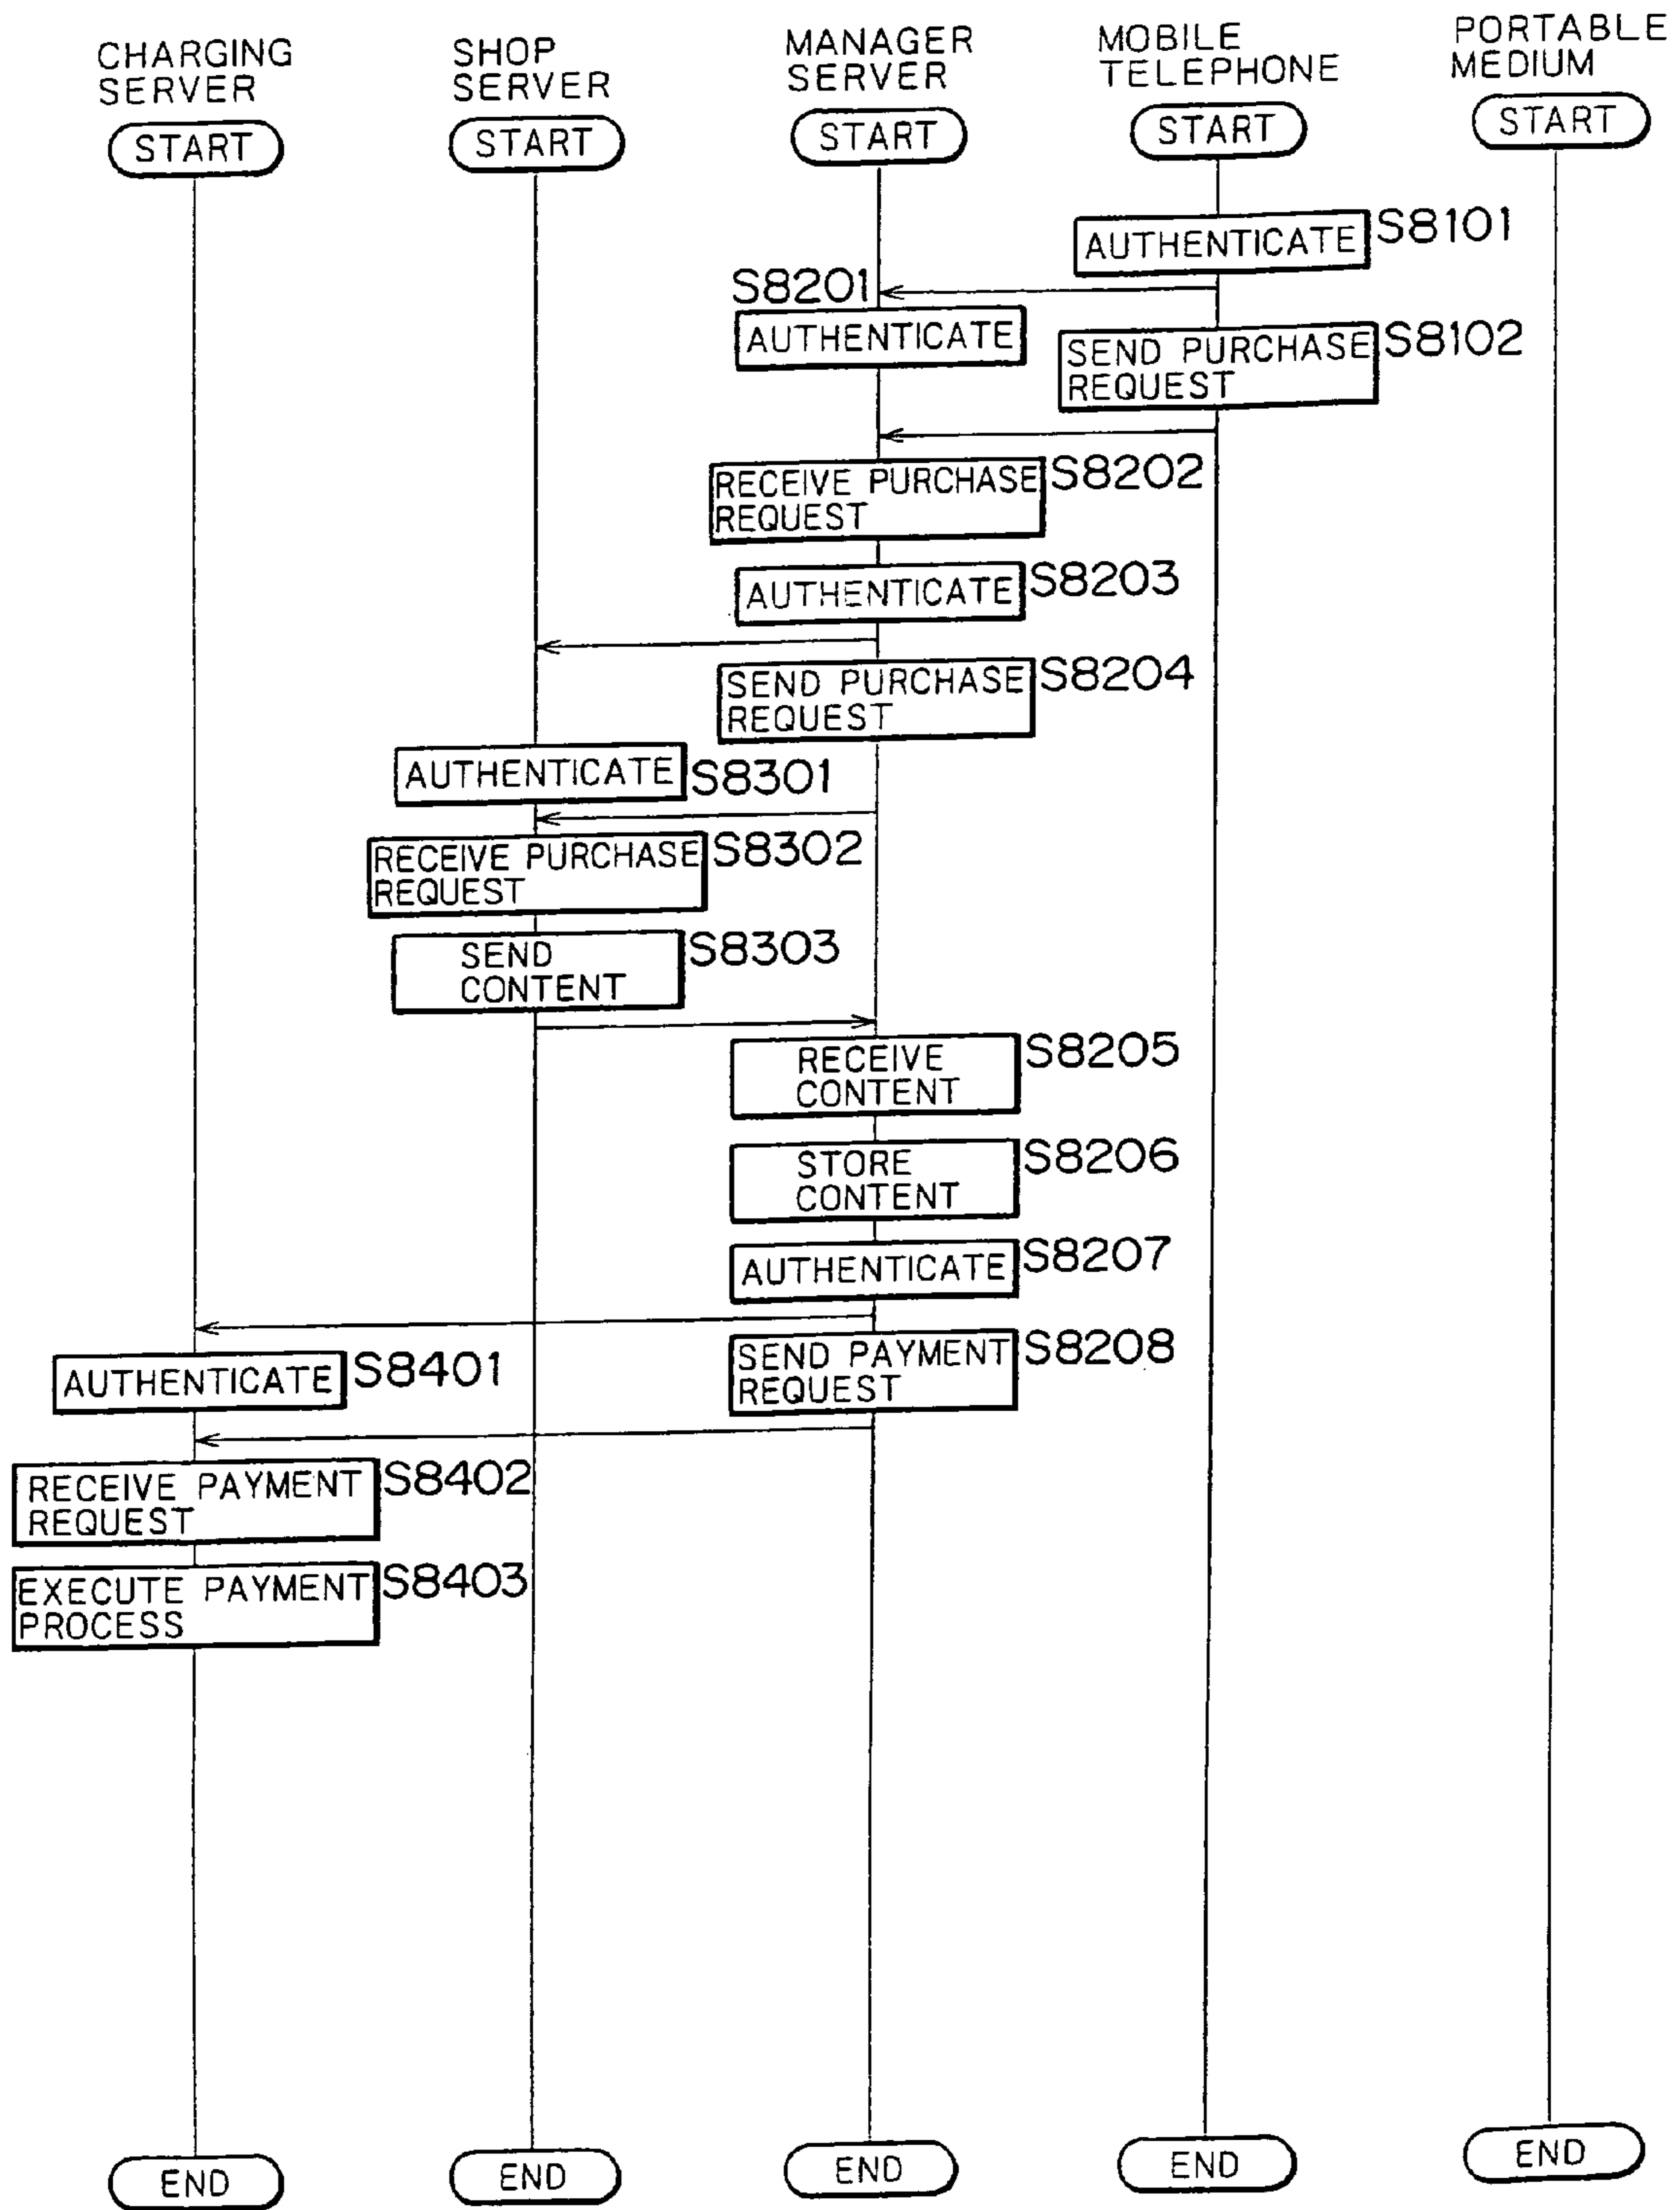 CHARGING
SERVER
SHOP
SERVER
MANAGER
SERVER
MOBILE
TELEPHONE
PORTABLE
MEDIUM
START
START
START
START
START
AUTHENTICATE
S8101
S8201
AUTHENTICATE
SEND PURCHASE
REQUEST
S8102
RECEIVE PURCHASE
REQUEST
S8202
AUTHENTICATE
S8203
SEND PURCHASE
REQUEST
S8204
AUTHENTICATE
S8301
RECEIVE PURCHASE
REQUEST
S8302
SEND
CONTENT
S8303
RECEIVE
CONTENT
S8205
STORE
CONTENT
S8206
AUTHENTICATE
S8207
AUTHENTICATE
S8401
SEND PAYMENT
REQUEST
S8208
RECEIVE PAYMENT
REQUEST
S8402
EXECUTE PAYMENT
PROCESS
S8403
END
END
END
END
END